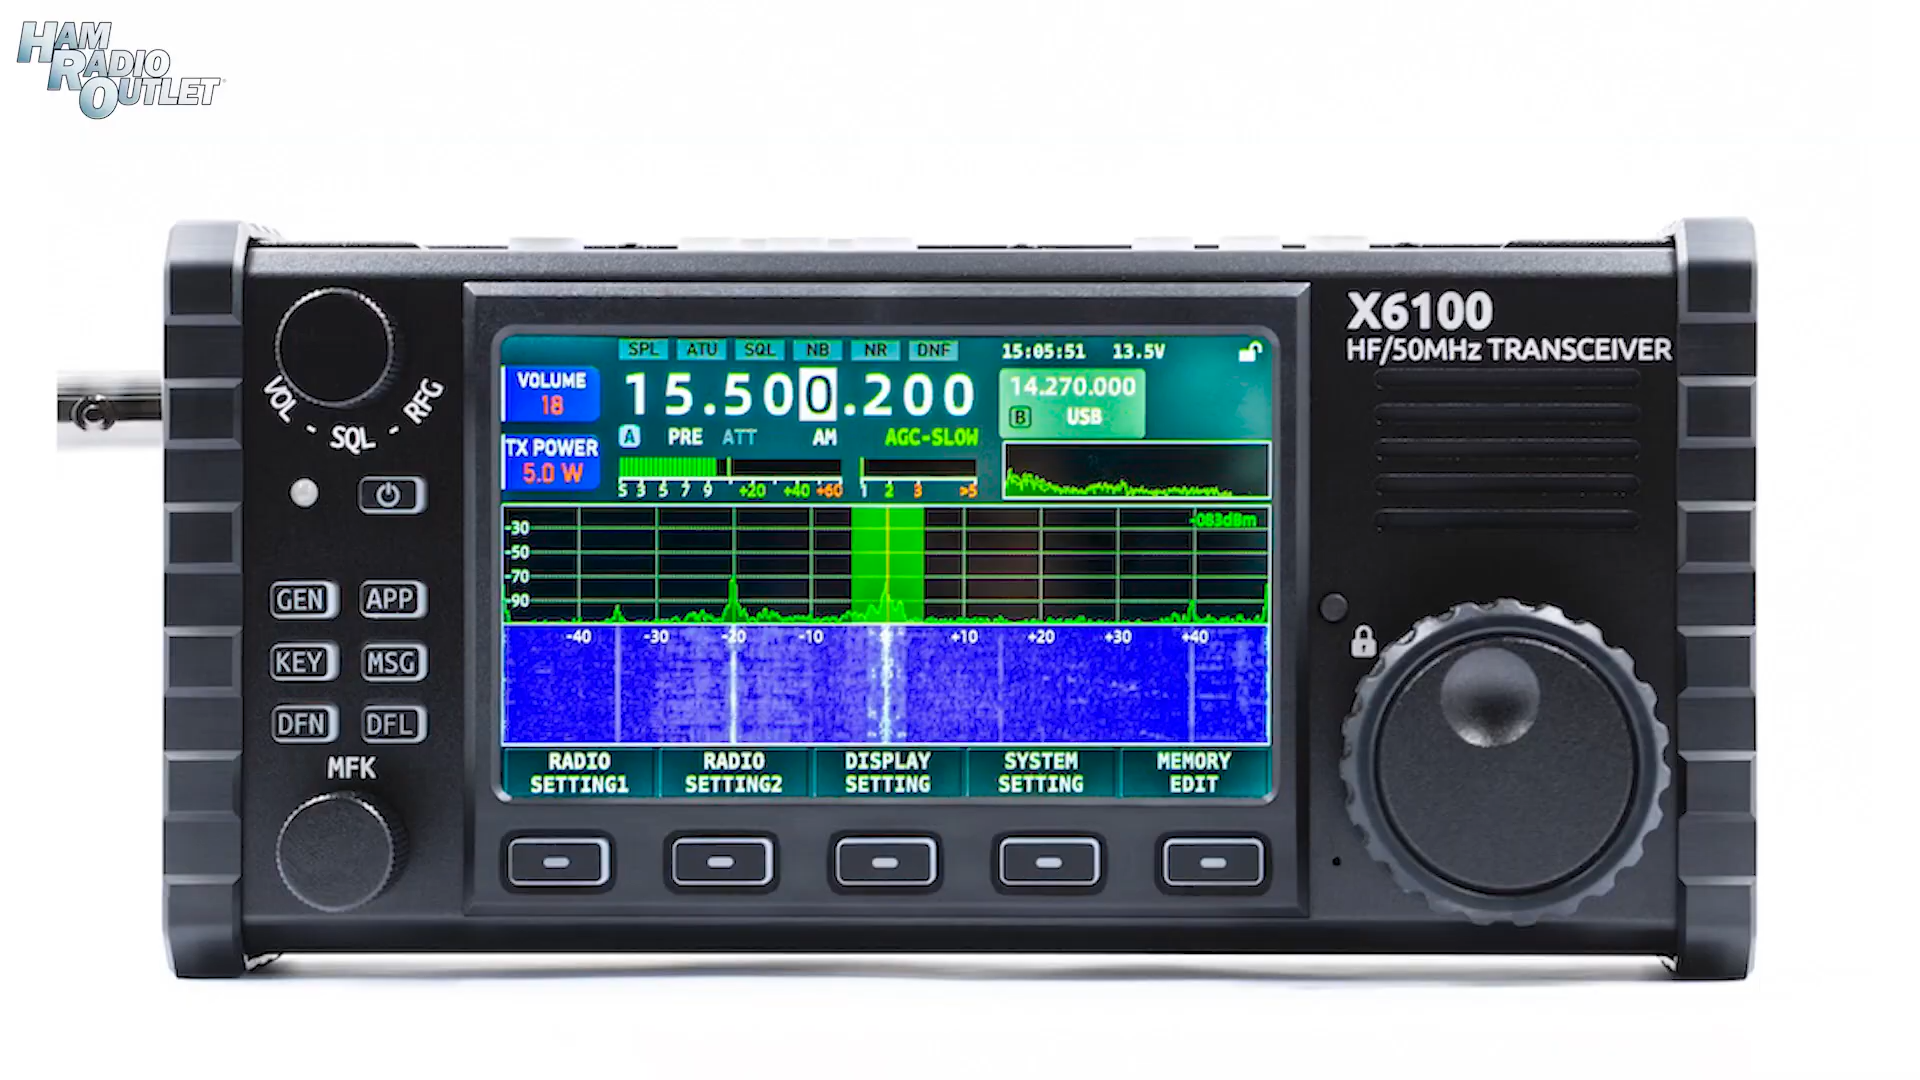 HAM
RADIO
OUTLET
X6100
HF/50MHz TRANSCEIVER
VOL - SQL - RFG
GEN APP
KEY MSG
DFN DFL
MFK
SPL ATU SQL NB NR DNF 15:05:51 13.5V
VOLUME
18
15.500.200
14.270.000
B USB
A PRE ATT AM AGC-SLOW
TX POWER
5.0 W
S 3 5 7 9 +20 +40 +60 1 2 3 >5
-083dBm
-30
-50
-70
-90
-40 -30 -20 -10 +10 +20 +30 +40
RADIO
SETTING1
RADIO
SETTING2
DISPLAY
SETTING
SYSTEM
SETTING
MEMORY
EDIT